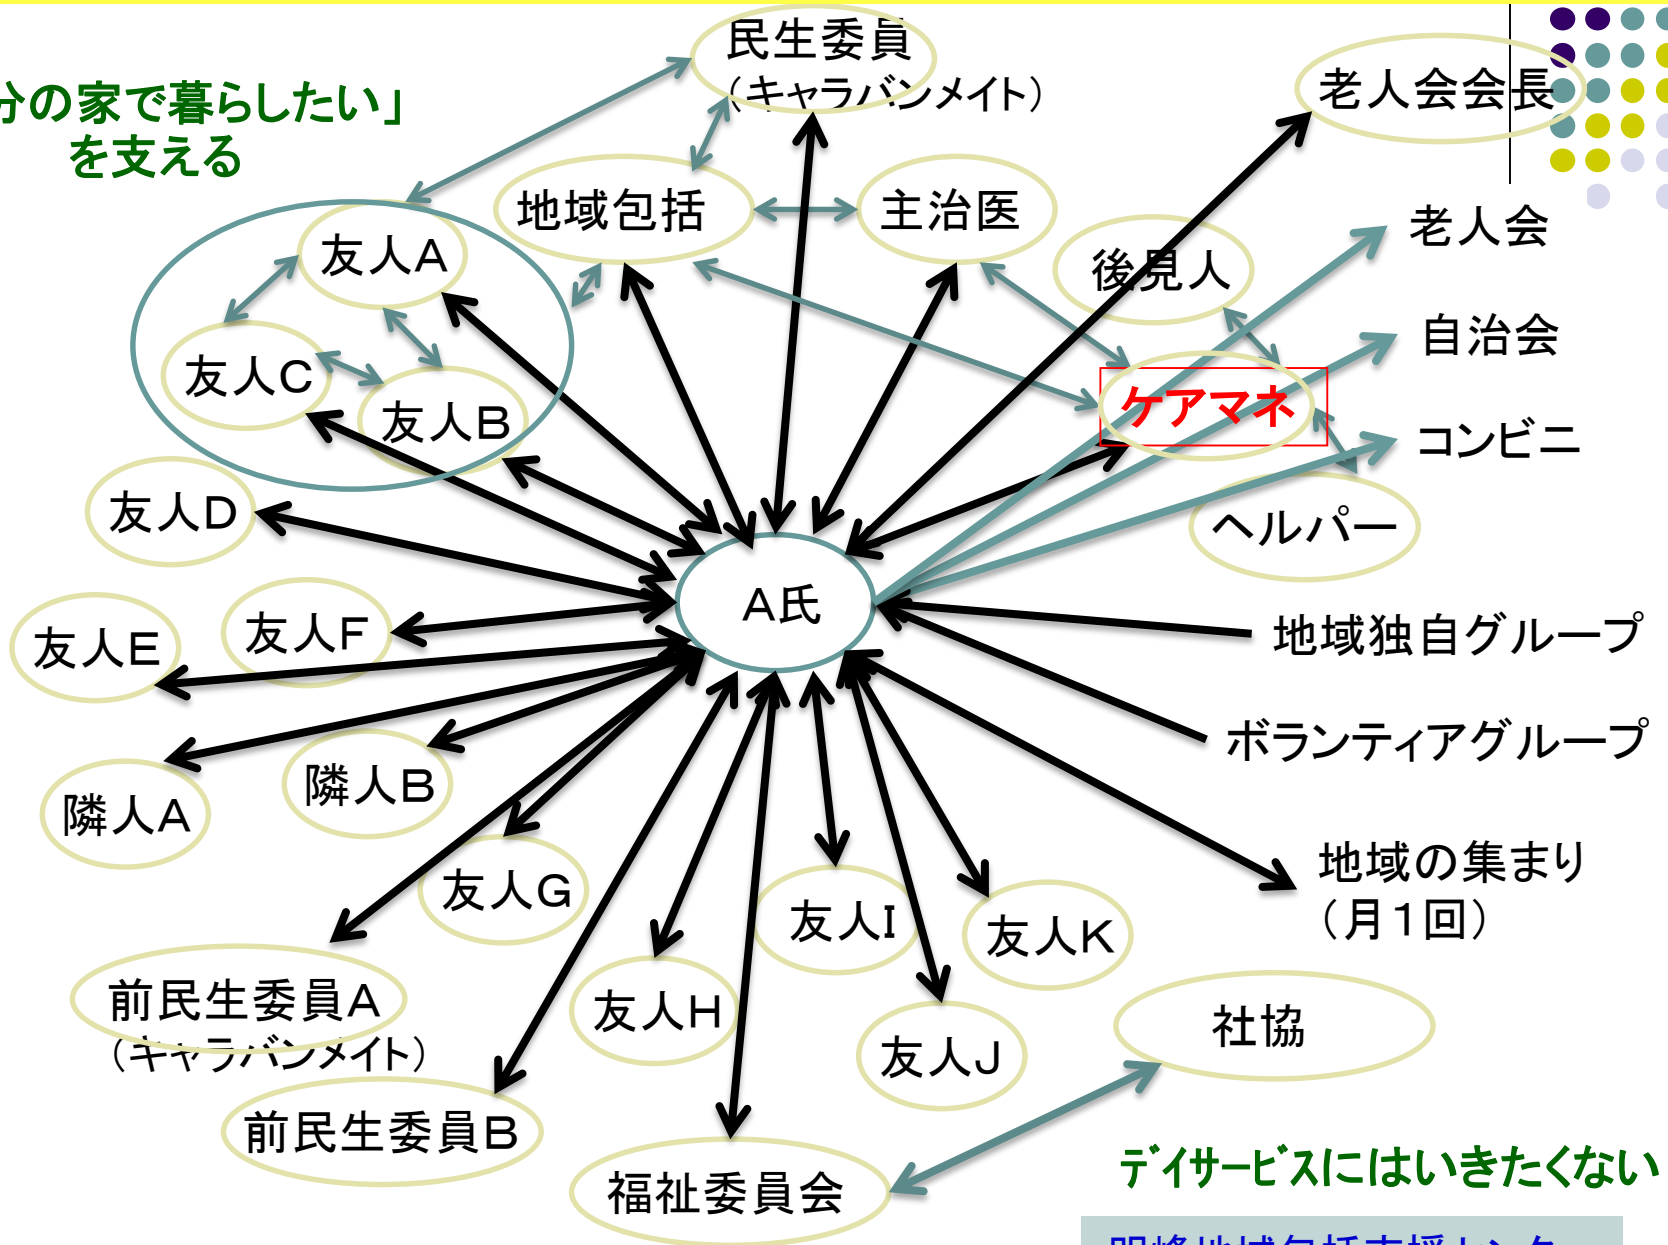 民生委員
（キャラバンメイト）
老人会会長
分の家で暮らしたい」
を支える
地域包括
主治医
老人会
友人A
後見人
自治会
友人C
ケアマネ
友人B
コンビニ
友人D
ヘルパー
A氏
友人E
友人F
地域独自グループ
ボランティアグループ
隣人A
隣人B
友人G
地域の集まり
（月１回）
友人I
友人K
前民生委員A
（キャラバンメイト）
友人H
友人J
社協
前民生委員B
福祉委員会
ﾃﾞｲｻｰﾋﾞｽにはいきたくない